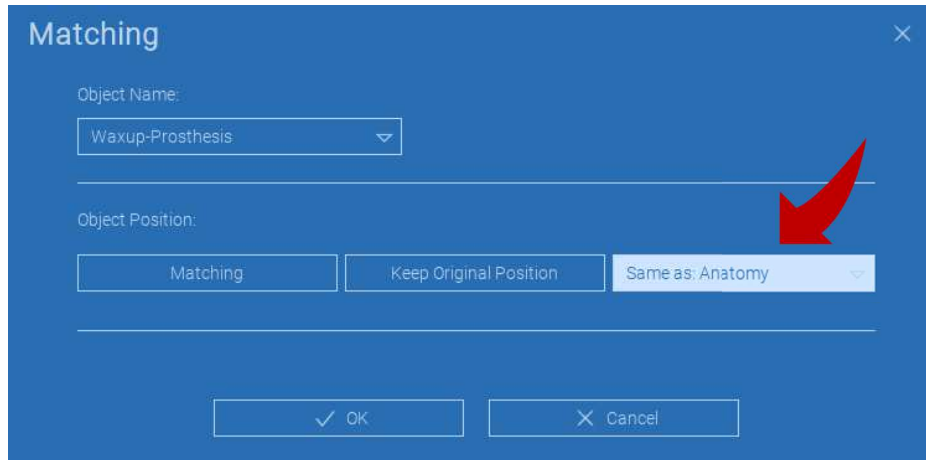 Matching
Object Name:
Waxup-Prosthesis
Object Position:
Matching
Keep Original Position
Same as: Anatomy
OK
Cancel